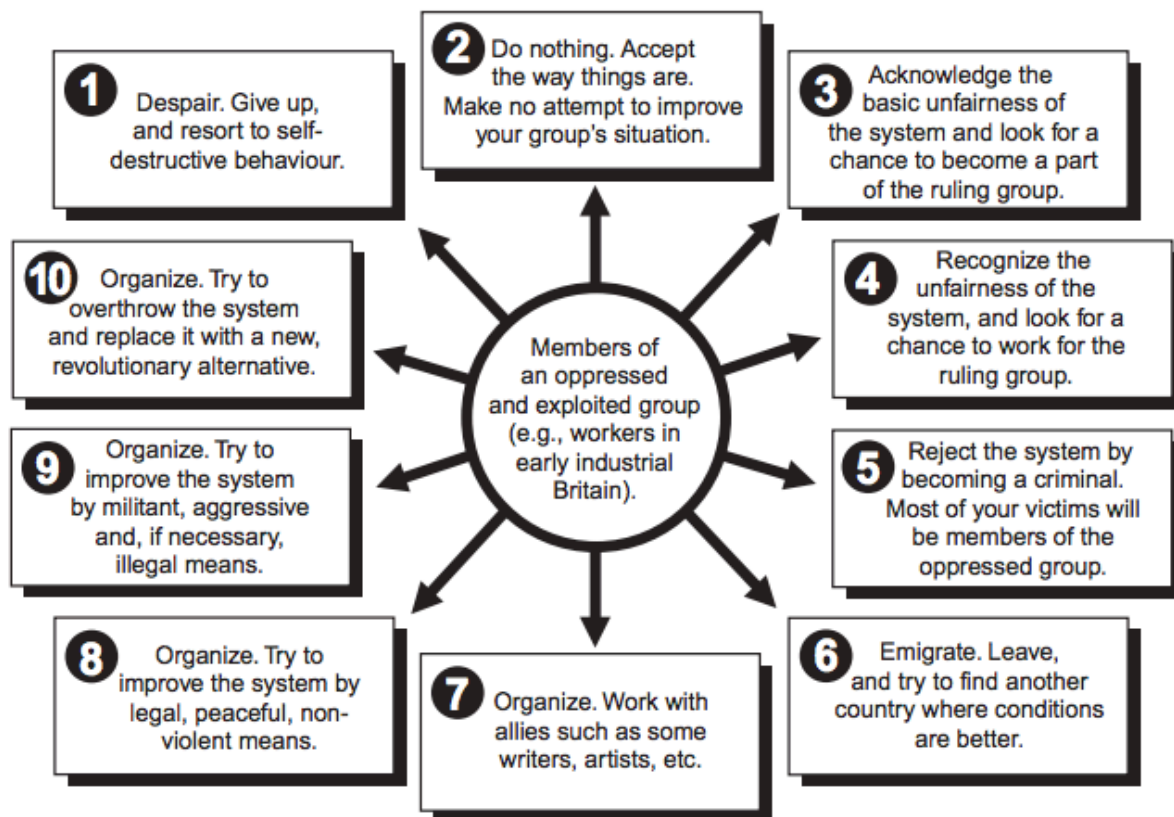 1
Despair. Give up,
and resort to self-
destructive behaviour.
2
Do nothing. Accept
the way things are.
Make no attempt to improve
your group's situation.
3
Acknowledge the
basic unfairness of
the system and look for a
chance to become a part
of the ruling group.
4
Recognize the
unfairness of the
system, and look for a
chance to work for the
ruling group.
5
Reject the system by
becoming a criminal.
Most of your victims will
be members of the
oppressed group.
6
Emigrate. Leave,
and try to find another
country where conditions
are better.
7
Organize. Work with
allies such as some
writers, artists, etc.
8
Organize. Try to
improve the system by
legal, peaceful, non-
violent means.
9
Organize. Try to
improve the system
by militant, aggressive
and, if necessary,
illegal means.
10
Organize. Try to
overthrow the system
and replace it with a new,
revolutionary alternative.
Members of
an oppressed
and exploited group
(e.g., workers in
early industrial
Britain).